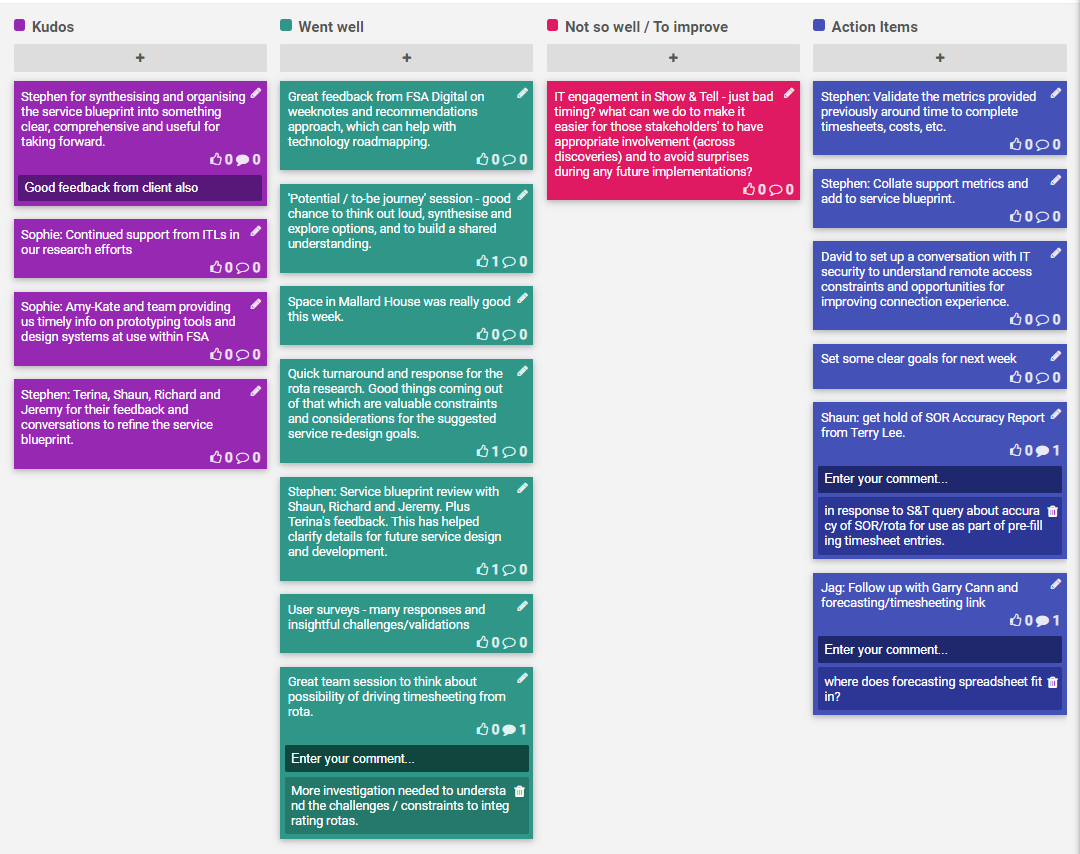 Kudos
+
Stephen for synthesising and organising
the service blueprint into something
clear, comprehensive and useful for
taking forward.
0 0
Good feedback from client also
Sophie: Continued support from ITLs in
our research efforts
0 0
Sophie: Amy-Kate and team providing
us timely info on prototyping tools and
design systems at use within FSA
0 0
Stephen: Terina, Shaun, Richard and
Jeremy for their feedback and
conversations to refine the service
blueprint.
0 0
Went well
+
Great feedback from FSA Digital on
weeknotes and recommendations
approach, which can help with
technology roadmapping.
0 0
'Potential / to-be journey' session - good
chance to think out loud, synthesise and
explore options, and to build a shared
understanding.
1 0
Space in Mallard House was really good
this week.
0 0
Quick turnaround and response for the
rota research. Good things coming out
of that which are valuable constraints
and considerations for the suggested
service re-design goals.
1 0
Stephen: Service blueprint review with
Shaun, Richard and Jeremy. Plus
Terina's feedback. This has helped
clarify details for future service design
and development.
1 0
User surveys - many responses and
insightful challenges/validations
0 0
Great team session to think about
possibility of driving timesheeting from
rota.
0 1
Enter your comment...
More investigation needed to understa
nd the challenges / constraints to integ
rating rotas.
Not so well / To improve
+
IT engagement in Show & Tell - just bad
timing? what can we do to make it
easier for those stakeholders' to have
appropriate involvement (across
discoveries) and to avoid surprises
during any future implementations?
0 0
Action Items
+
Stephen: Validate the metrics provided
previously around time to complete
timesheets, costs, etc.
0 0
Stephen: Collate support metrics and
add to service blueprint.
0 0
David to set up a conversation with IT
security to understand remote access
constraints and opportunities for
improving connection experience.
0 0
Set some clear goals for next week
0 0
Shaun: get hold of SOR Accuracy Report
from Terry Lee.
0 1
Enter your comment...
in response to S&T query about accura
cy of SOR/rota for use as part of pre-fill
ing timesheet entries.
Jag: Follow up with Garry Cann and
forecasting/timesheeting link
0 1
Enter your comment...
where does forecasting spreadsheet fit
in?